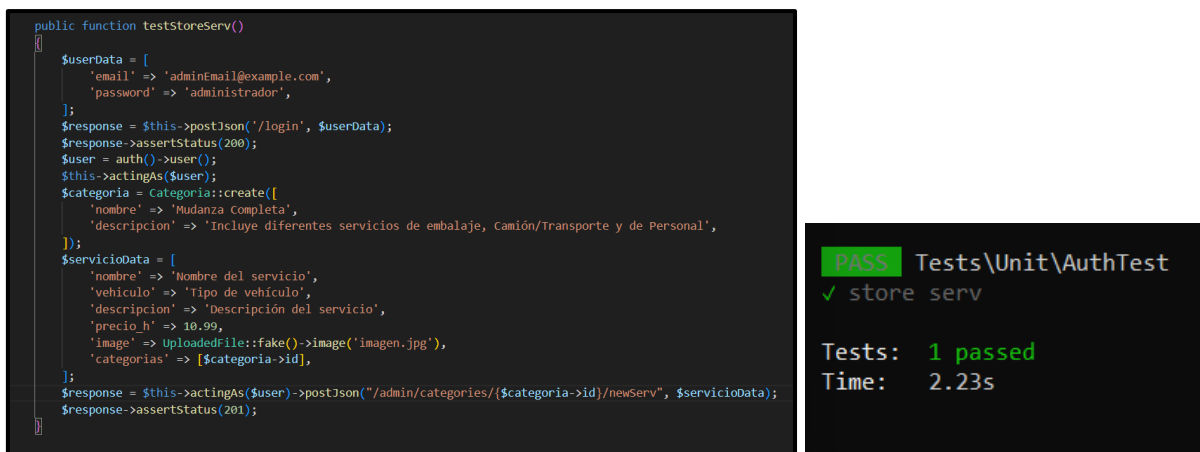 public function testStoreServ()
{
$userData = [
'email' => 'adminEmail@example.com',
'password' => 'administrador',
];
$response = $this->postJson('/login', $userData);
$response->assertStatus(200);
$user = auth()->user();
$this->actingAs($user);
$categoria = Categoria::create([
'nombre' => 'Mudanza Completa',
'descripcion' => 'Incluye diferentes servicios de embalaje, Camión/Transporte y de Personal',
]);
$servicioData = [
'nombre' => 'Nombre del servicio',
'vehiculo' => 'Tipo de vehículo',
'descripcion' => 'Descripción del servicio',
'precio_h' => 10.99,
'image' => UploadedFile::fake()->image('imagen.jpg'),
'categorias' => [$categoria->id],
];
$response = $this->actingAs($user)->postJson("/admin/categories/{$categoria->id}/newServ", $servicioData);
$response->assertStatus(201);
}
PASS Tests\Unit\AuthTest
✓ store serv
Tests: 1 passed
Time: 2.23s